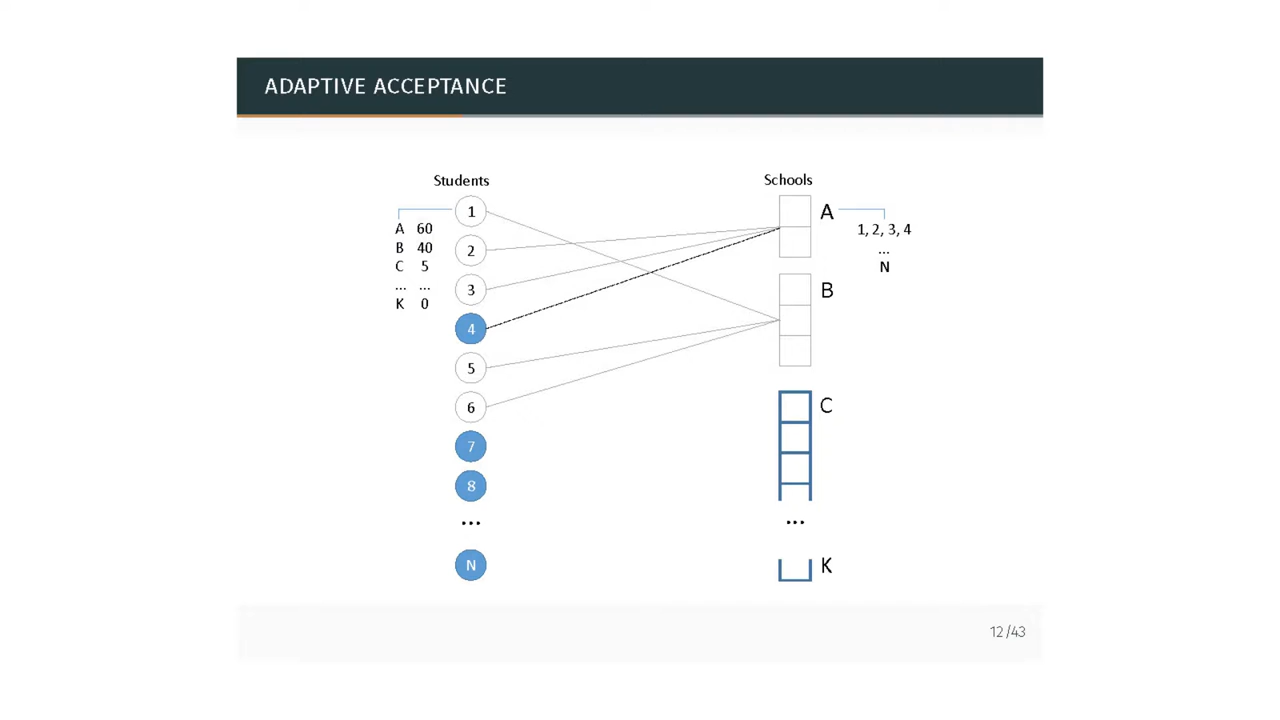 ADAPTIVE ACCEPTANCE
Students
Schools
1
A 60
B 40
C 5
... ...
K 0
2
3
4
5
6
7
8
...
N
A
1, 2, 3, 4
...
N
B
C
...
K
12/43